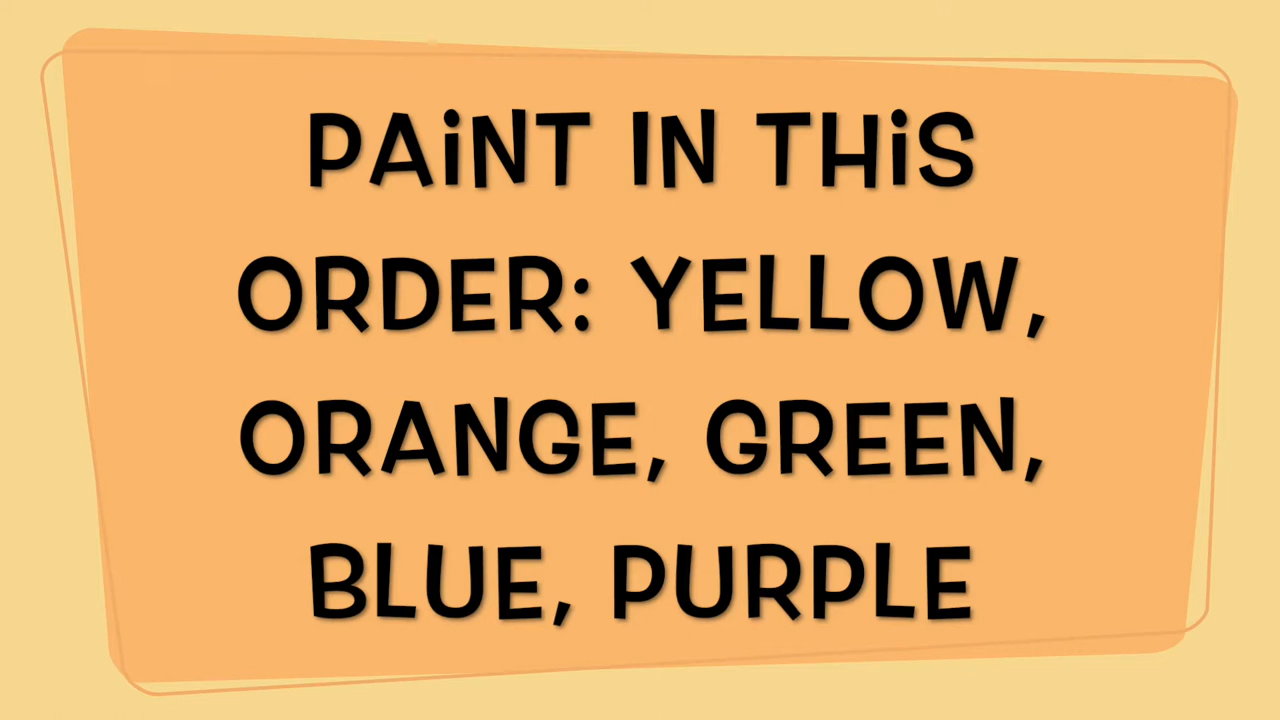 PAiNT IN THiS
ORDER: YELLOW,
ORANGE, GREEN,
BLUE, PURPLE